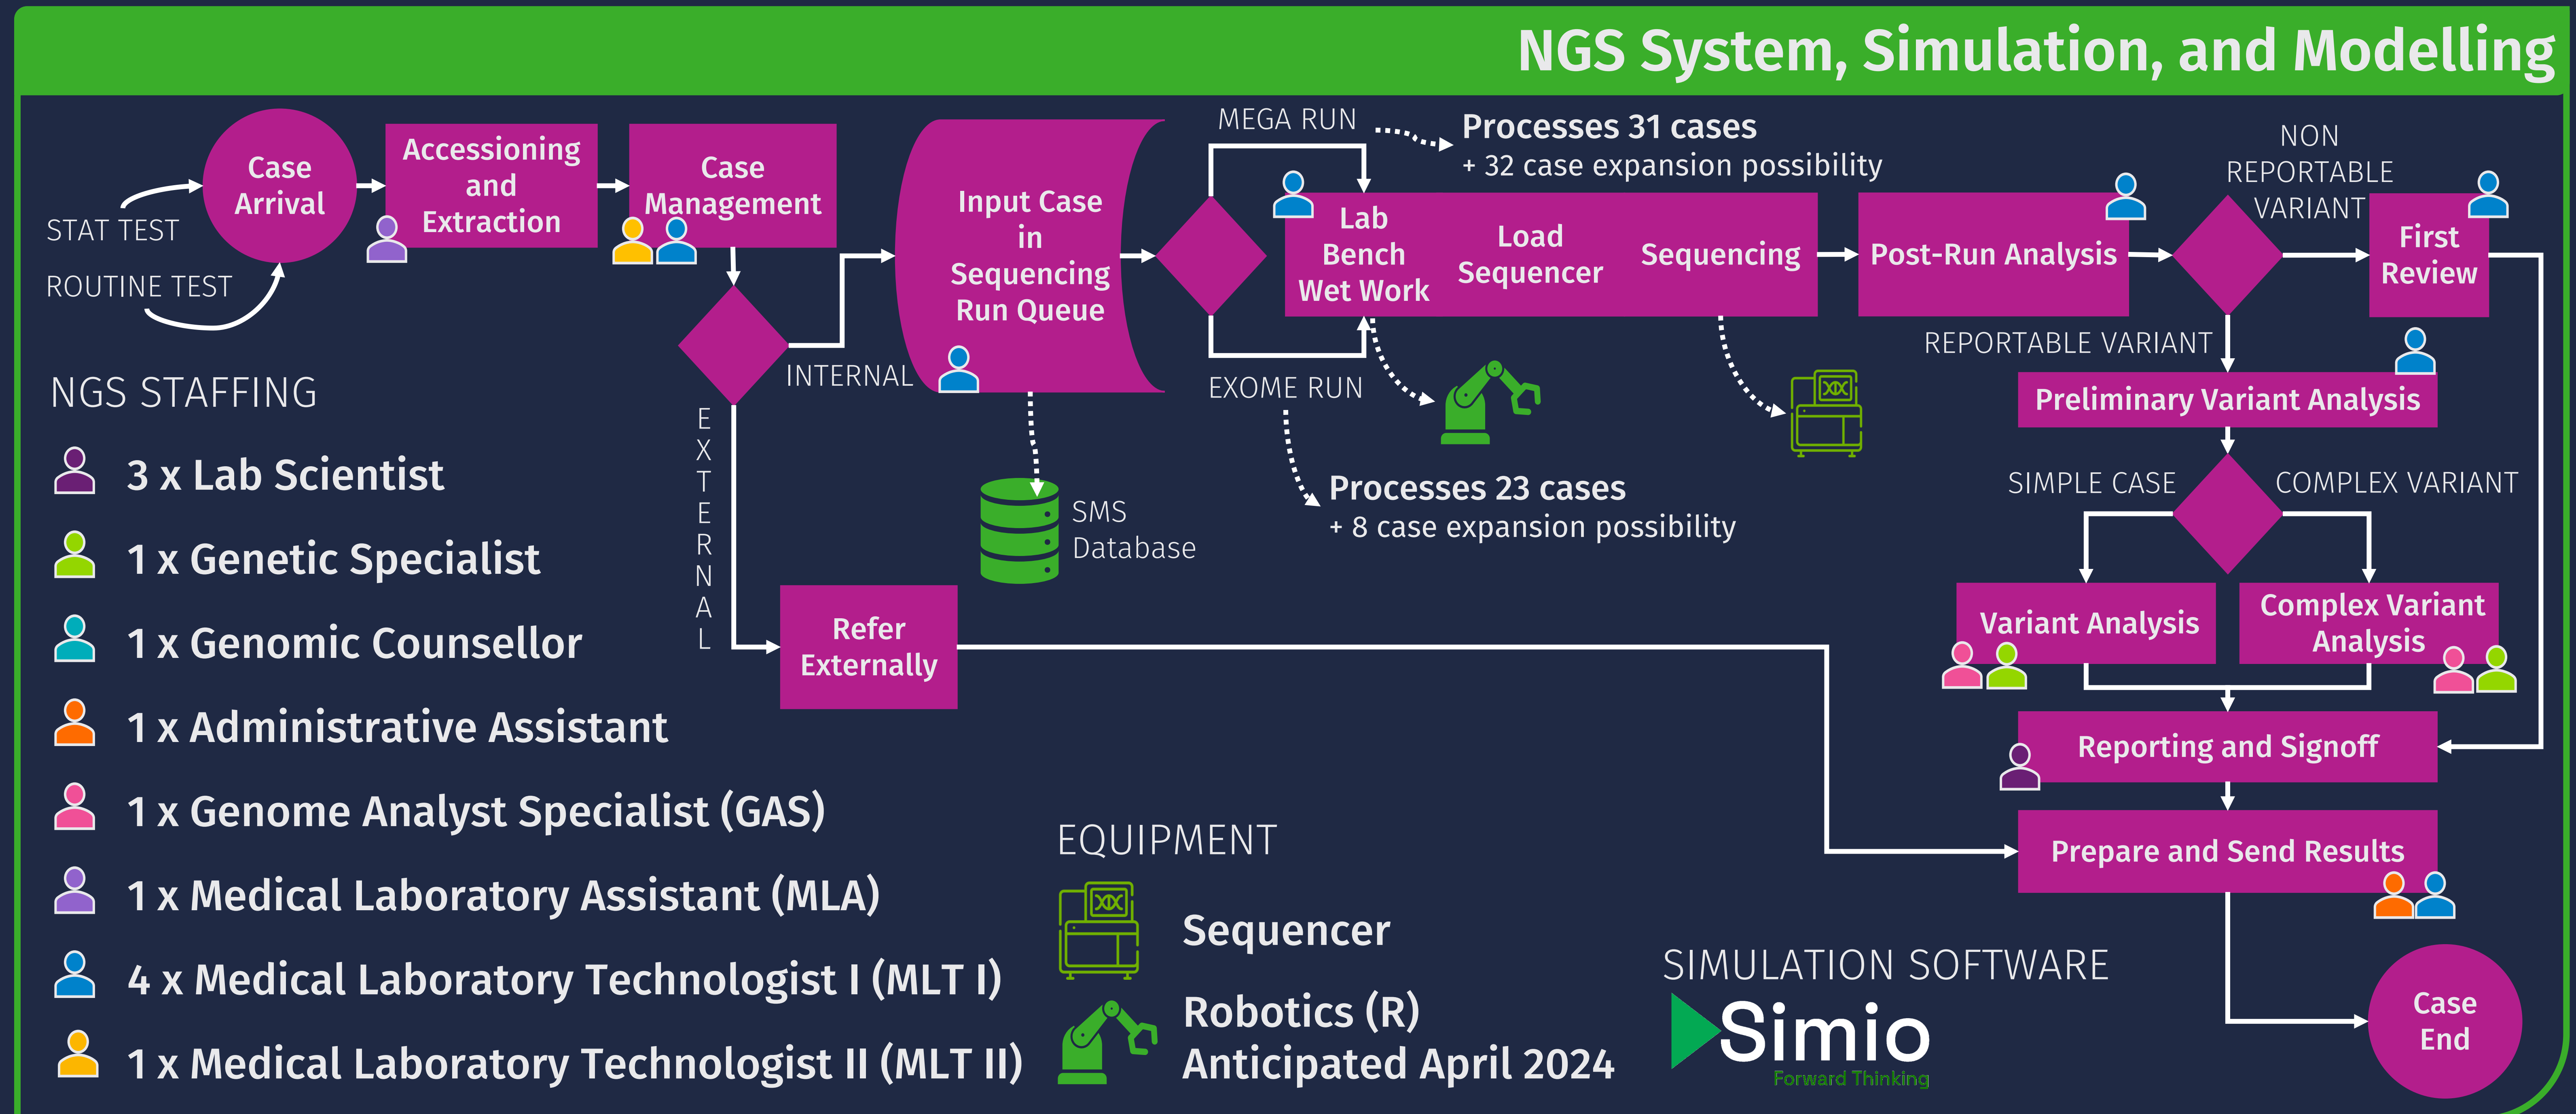 NGS System, Simulation, and Modelling
STAT TEST
ROUTINE TEST
Case
Arrival
Accessioning
and
Extraction
Case
Management
INTERNAL
EXTERNAL
Refer
Externally
Input Case
in
Sequencing
Run Queue
SMS
Database
MEGA RUN
Processes 31 cases
+ 32 case expansion possibility
EXOME RUN
Processes 23 cases
+ 8 case expansion possibility
Lab
Bench
Wet Work
Load
Sequencer
Sequencing
Post-Run Analysis
NON
REPORTABLE
VARIANT
First
Review
REPORTABLE VARIANT
Preliminary Variant Analysis
SIMPLE CASE
COMPLEX VARIANT
Variant Analysis
Complex Variant
Analysis
Reporting and Signoff
Prepare and Send Results
Case
End
NGS STAFFING
3 x Lab Scientist
1 x Genetic Specialist
1 x Genomic Counsellor
1 x Administrative Assistant
1 x Genome Analyst Specialist (GAS)
1 x Medical Laboratory Assistant (MLA)
4 x Medical Laboratory Technologist I (MLT I)
1 x Medical Laboratory Technologist II (MLT II)
EQUIPMENT
Sequencer
Robotics (R)
Anticipated April 2024
SIMULATION SOFTWARE
Simio
Forward Thinking